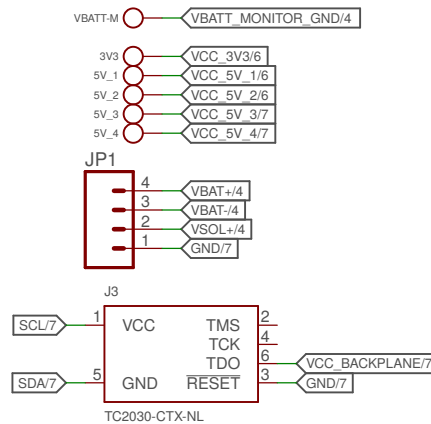 VBATT-M VBATT_MONITOR_GND/4
3V3 VCC_3V3/6
5V_1 VCC_5V_1/6
5V_2 VCC_5V_2/6
5V_3 VCC_5V_3/7
5V_4 VCC_5V_4/7
JP1
4 VBAT+/4
3 VBAT-/4
2 VSOL+/4
1 GND/7
J3
SCL/7 1 VCC TMS 2
TCK 4
TDO 6 VCC_BACKPLANE/7
SDA/7 5 GND RESET 3 GND/7
TC2030-CTX-NL